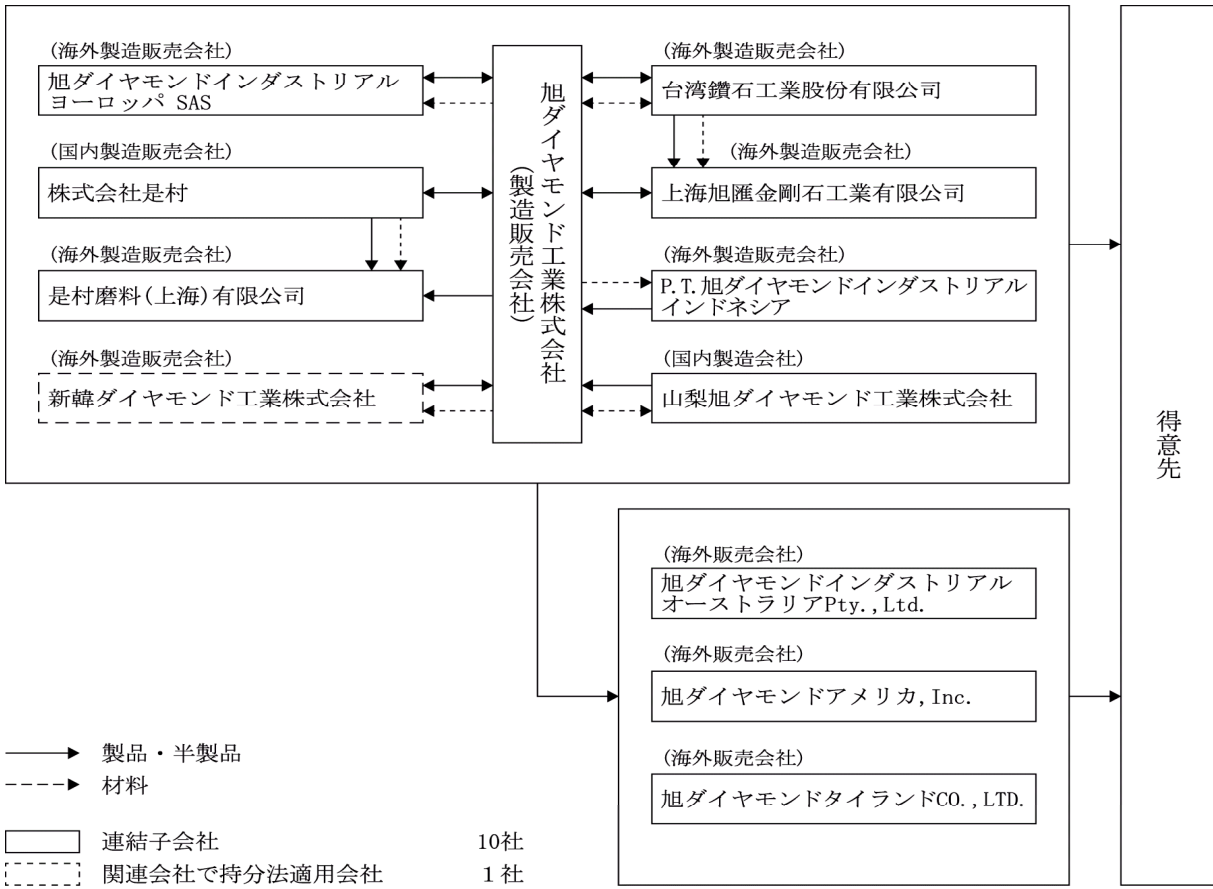 (海外製造販売会社)
旭ダイヤモンドインダストリアル
ヨーロッパ SAS
(国内製造販売会社)
株式会社是村
(海外製造販売会社)
是村磨料(上海)有限公司
(海外製造販売会社)
新韓ダイヤモンド工業株式会社
旭ダイヤモンド工業株式会社
(製造販売会社)
(海外製造販売会社)
台湾鑽石工業股份有限公司
(海外製造販売会社)
上海旭匯金剛石工業有限公司
(海外製造販売会社)
P.T.旭ダイヤモンドインダストリアル
インドネシア
(国内製造会社)
山梨旭ダイヤモンド工業株式会社
得意先
(海外販売会社)
旭ダイヤモンドインダストリアル
オーストラリアPty.,Ltd.
(海外販売会社)
旭ダイヤモンドアメリカ,Inc.
(海外販売会社)
旭ダイヤモンドタイランドCO.,LTD.
製品・半製品
材料
連結子会社 10社
関連会社で持分法適用会社 1社